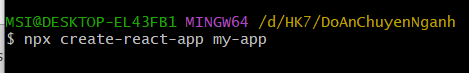 MSI@DESKTOP-EL43FB1 MINGW64 /d/HK7/DoAnChuyenNganh
$ npx create-react-app my-app